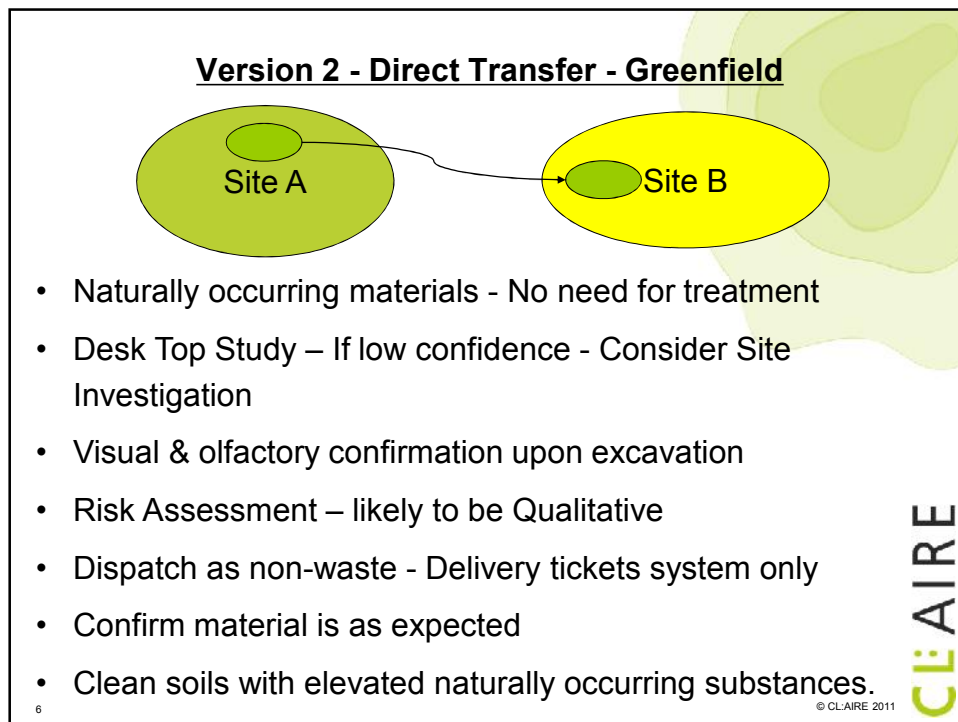 Version 2 - Direct Transfer - Greenfield
Site A
Site B
• Naturally occurring materials - No need for treatment
• Desk Top Study – If low confidence - Consider Site
Investigation
• Visual & olfactory confirmation upon excavation
• Risk Assessment – likely to be Qualitative
• Dispatch as non-waste - Delivery tickets system only
• Confirm material is as expected
• Clean soils with elevated naturally occurring substances.
6
© CL:AIRE 2011
CL:AIRE